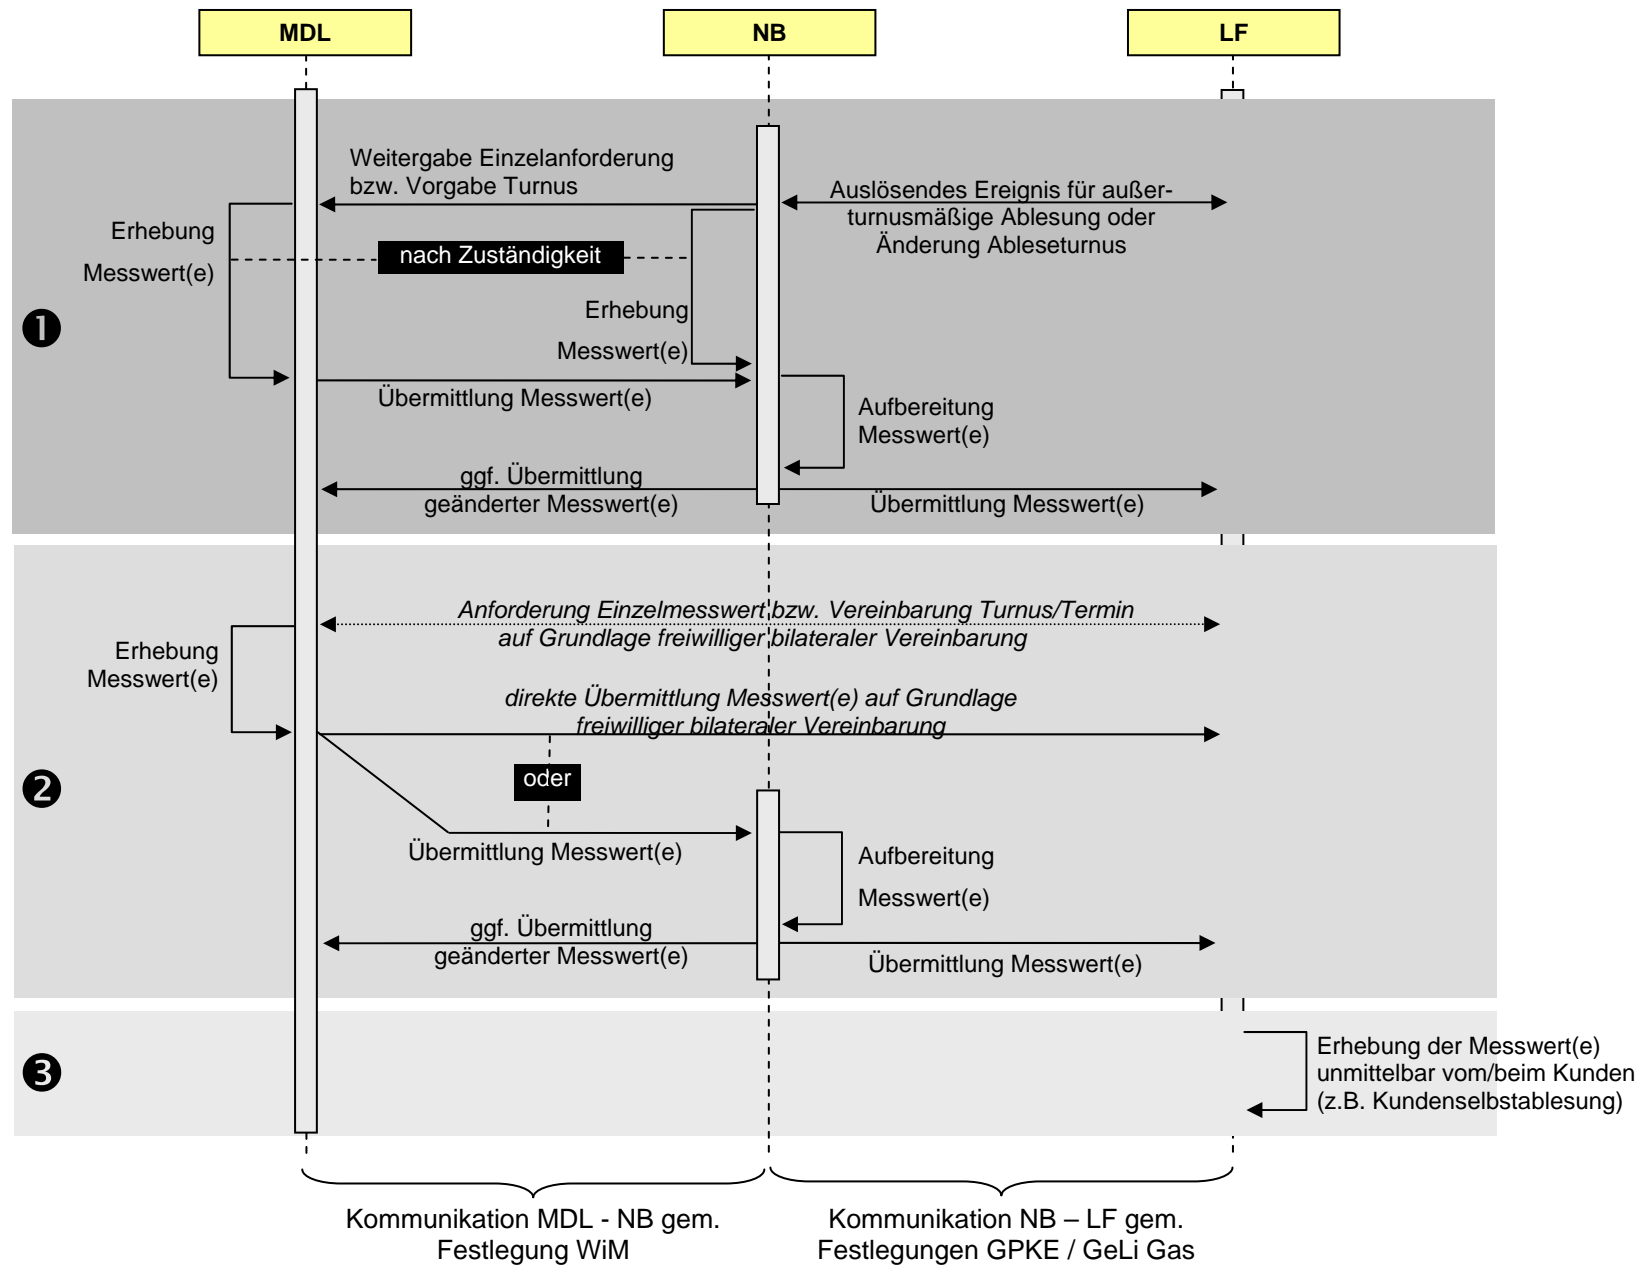 MDL
NB
LF
Weitergabe Einzelanforderung
bzw. Vorgabe Turnus
Auslösendes Ereignis für außer-
turnusmäßige Ablesung oder
Änderung Ableseturnus
Erhebung
Messwert(e)
nach Zuständigkeit
Erhebung
Messwert(e)
❶
Übermittlung Messwert(e)
Aufbereitung
Messwert(e)
ggf. Übermittlung
geänderter Messwert(e)
Übermittlung Messwert(e)
Anforderung Einzelmesswert bzw. Vereinbarung Turnus/Termin
auf Grundlage freiwilliger bilateraler Vereinbarung
Erhebung
Messwert(e)
direkte Übermittlung Messwert(e) auf Grundlage
freiwilliger bilateraler Vereinbarung
❷
oder
Übermittlung Messwert(e)
Aufbereitung
Messwert(e)
ggf. Übermittlung
geänderter Messwert(e)
Übermittlung Messwert(e)
❸
Erhebung der Messwert(e)
unmittelbar vom/beim Kunden
(z.B. Kundenselbstablesung)
Kommunikation MDL - NB gem.
Festlegung WiM
Kommunikation NB – LF gem.
Festlegungen GPKE / GeLi Gas